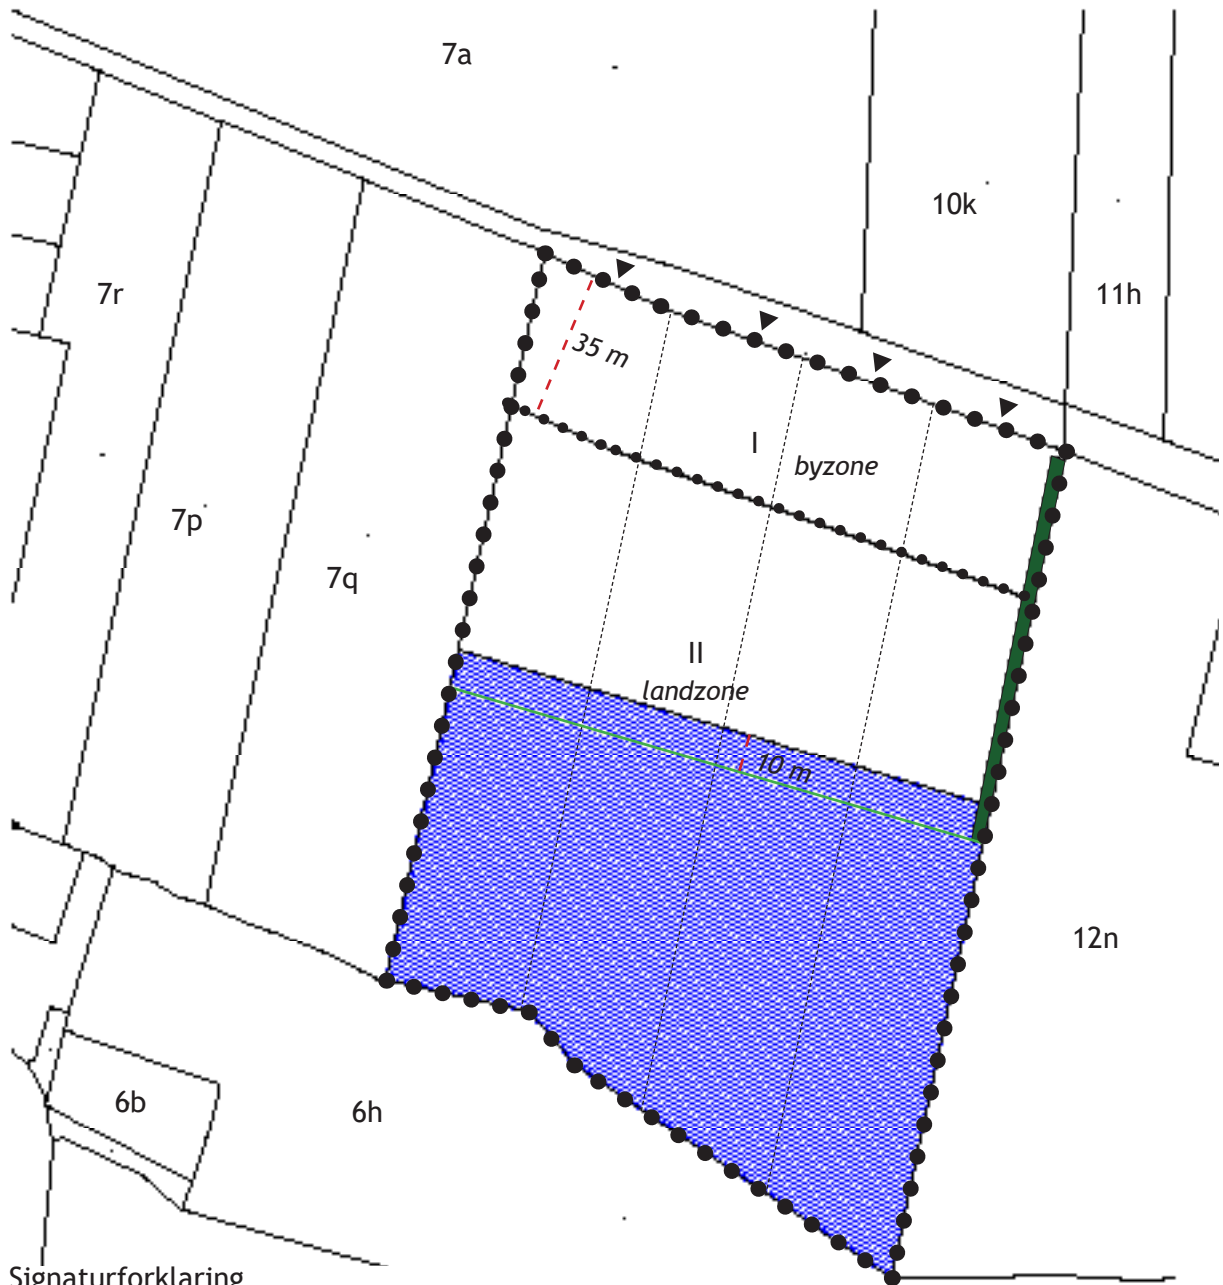 7a
10k
11h
7r
35 m
I
byzone
7p
7q
II
landzone
10 m
12n
6b
6h
Signaturforklaring